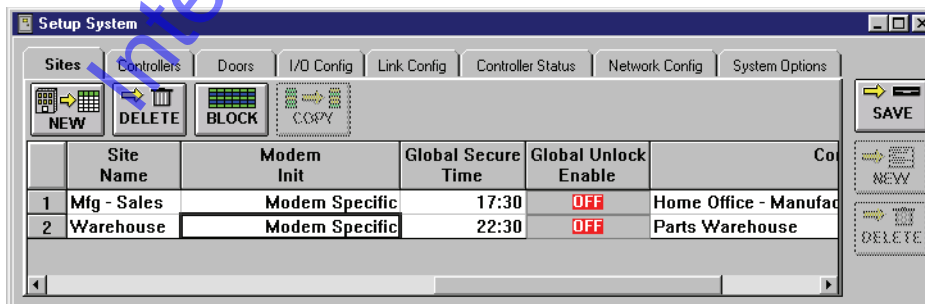 Setup System
Sites Controllers Doors I/O Config Link Config Controller Status Network Config System Options
NEW DELETE BLOCK COPY SAVE
Site Name Modem Init Global Secure Time Global Unlock Enable
1 Mfg - Sales Modem Specific 17:30 OFF Home Office - Manufac
2 Warehouse Modem Specific 22:30 OFF Parts Warehouse
NEW
DELETE